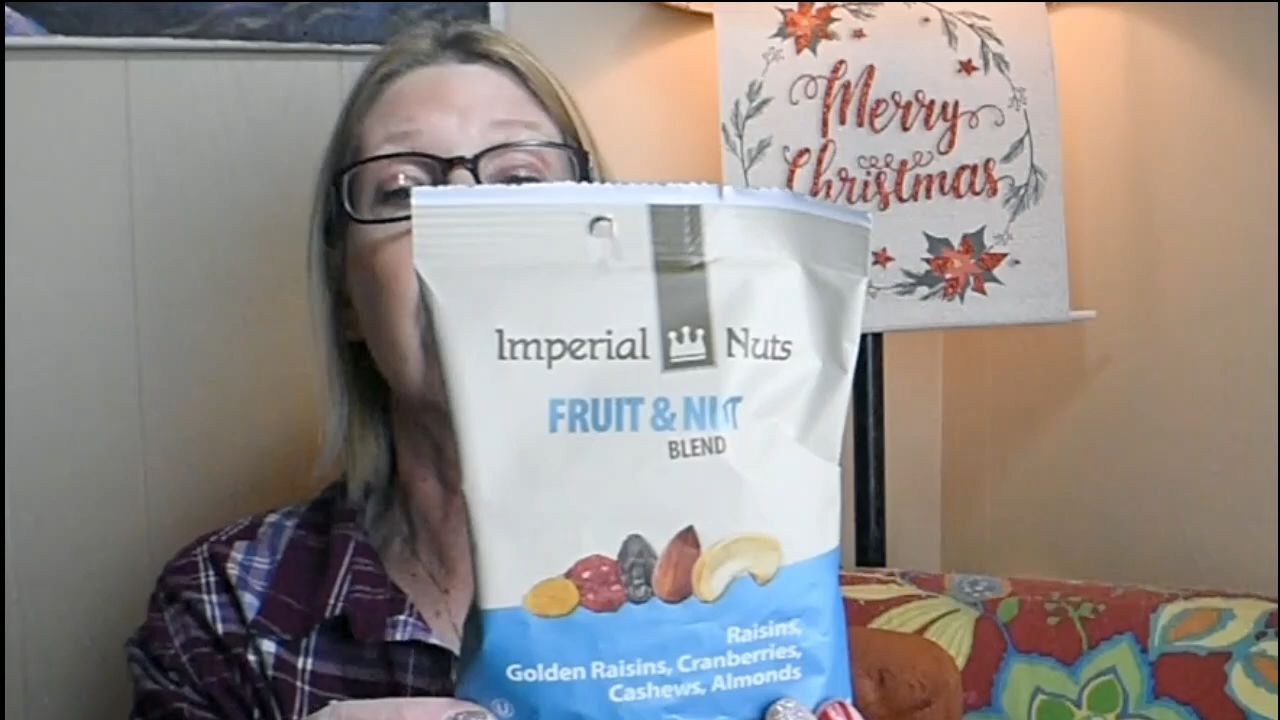 Merry
Christmas
Imperial Nuts
FRUIT & NUT
BLEND
Raisins,
Golden Raisins, Cranberries,
Cashews, Almonds
U